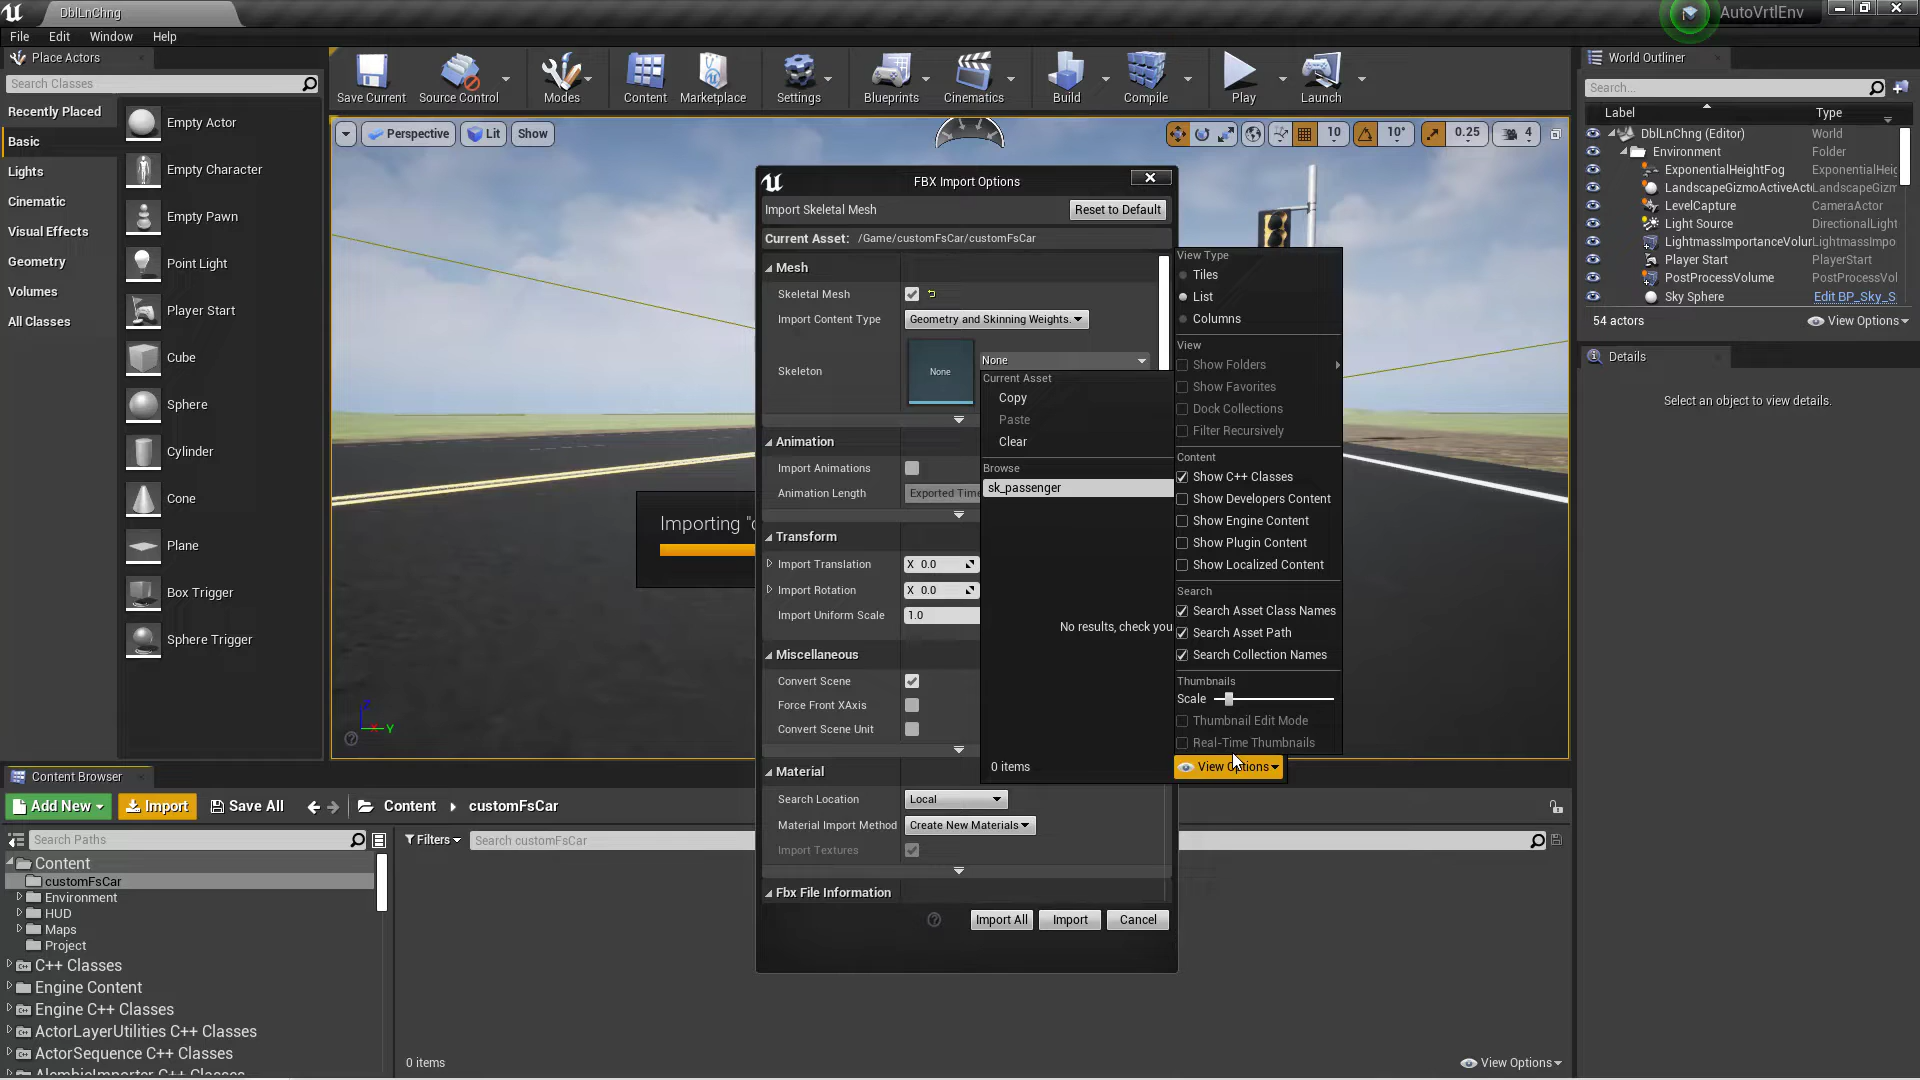 DblLnChng
AutoVrtlEnv
File Edit Window Help
Place Actors
Search Classes
Recently Placed
Basic
Lights
Cinematic
Visual Effects
Geometry
Volumes
All Classes
Empty Actor
Empty Character
Empty Pawn
Point Light
Player Start
Cube
Sphere
Cylinder
Cone
Plane
Box Trigger
Sphere Trigger
Save Current Source Control Modes Content Marketplace Settings Blueprints Cinematics Build Compile Play Launch
Perspective Lit Show
10 10° 0.25 4
X Y
Importing "c
FBX Import Options
Import Skeletal Mesh Reset to Default
Current Asset: /Game/customFsCar/customFsCar
Mesh
Skeletal Mesh
Import Content Type Geometry and Skinning Weights.
Skeleton None None
Animation
Import Animations
Animation Length Exported Time
Transform
Import Translation X 0.0
Import Rotation X 0.0
Import Uniform Scale 1.0
Miscellaneous
Convert Scene
Force Front XAxis
Convert Scene Unit
Material
Search Location Local
Material Import Method Create New Materials
Import Textures
Fbx File Information
Import All Import Cancel
Current Asset
Copy
Paste
Clear
Browse
sk_passenger
No results, check you
0 items
View Options
View Type
Tiles
List
Columns
View
Show Folders
Show Favorites
Dock Collections
Filter Recursively
Content
Show C++ Classes
Show Developers Content
Show Engine Content
Show Plugin Content
Show Localized Content
Search
Search Asset Class Names
Search Asset Path
Search Collection Names
Thumbnails
Scale
Thumbnail Edit Mode
Real-Time Thumbnails
World Outliner
Search...
Label Type
DblLnChng (Editor) World
Environment Folder
ExponentialHeightFog ExponentialHeig
LandscapeGizmoActiveActo LandscapeGizm
LevelCapture CameraActor
Light Source DirectionalLight
LightmassImportanceVolum LightmassImpo
Player Start PlayerStart
PostProcessVolume PostProcessVol
Sky Sphere Edit BP_Sky_S
54 actors View Options
Details
Select an object to view details.
Content Browser
Add New Import Save All Content customFsCar
Search Paths
Filters Search customFsCar
Content
customFsCar
Environment
HUD
Maps
Project
C++ Classes
Engine Content
Engine C++ Classes
ActorLayerUtilities C++ Classes
ActorSequence C++ Classes
AlembicImporter C++ Classes
0 items View Options